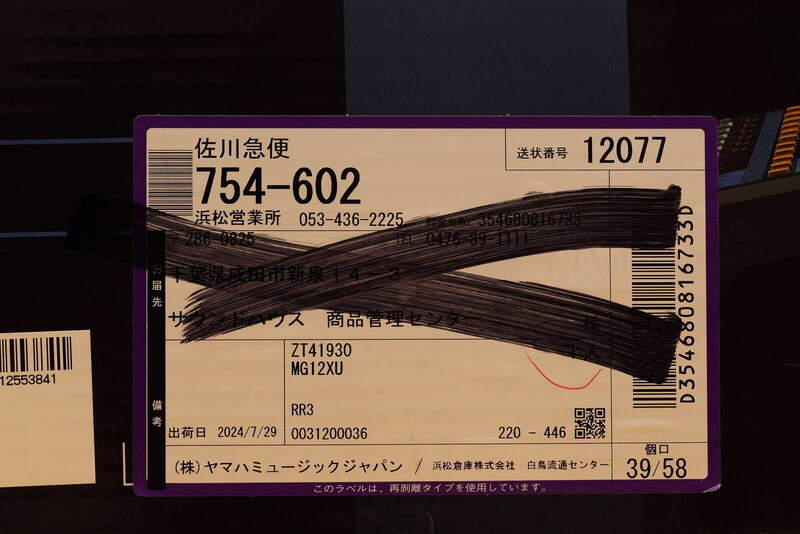 佐川急便
送状番号 12077
754-602
浜松営業所 053-436-2225 354680816733
〒286-0825 TEL 0476-89-1111
お届先
千葉県成田市新泉14-3
サウンドハウス 商品管理センター
様
D354680816733D
ZT41930
MG12XU
12553841
備考
RR3
出荷日 2024/7/29 0031200036 220-446
個口
39/58
(株)ヤマハミュージックジャパン / 浜松倉庫株式会社 白鳥流通センター
このラベルは、再剥離タイプを使用しています。